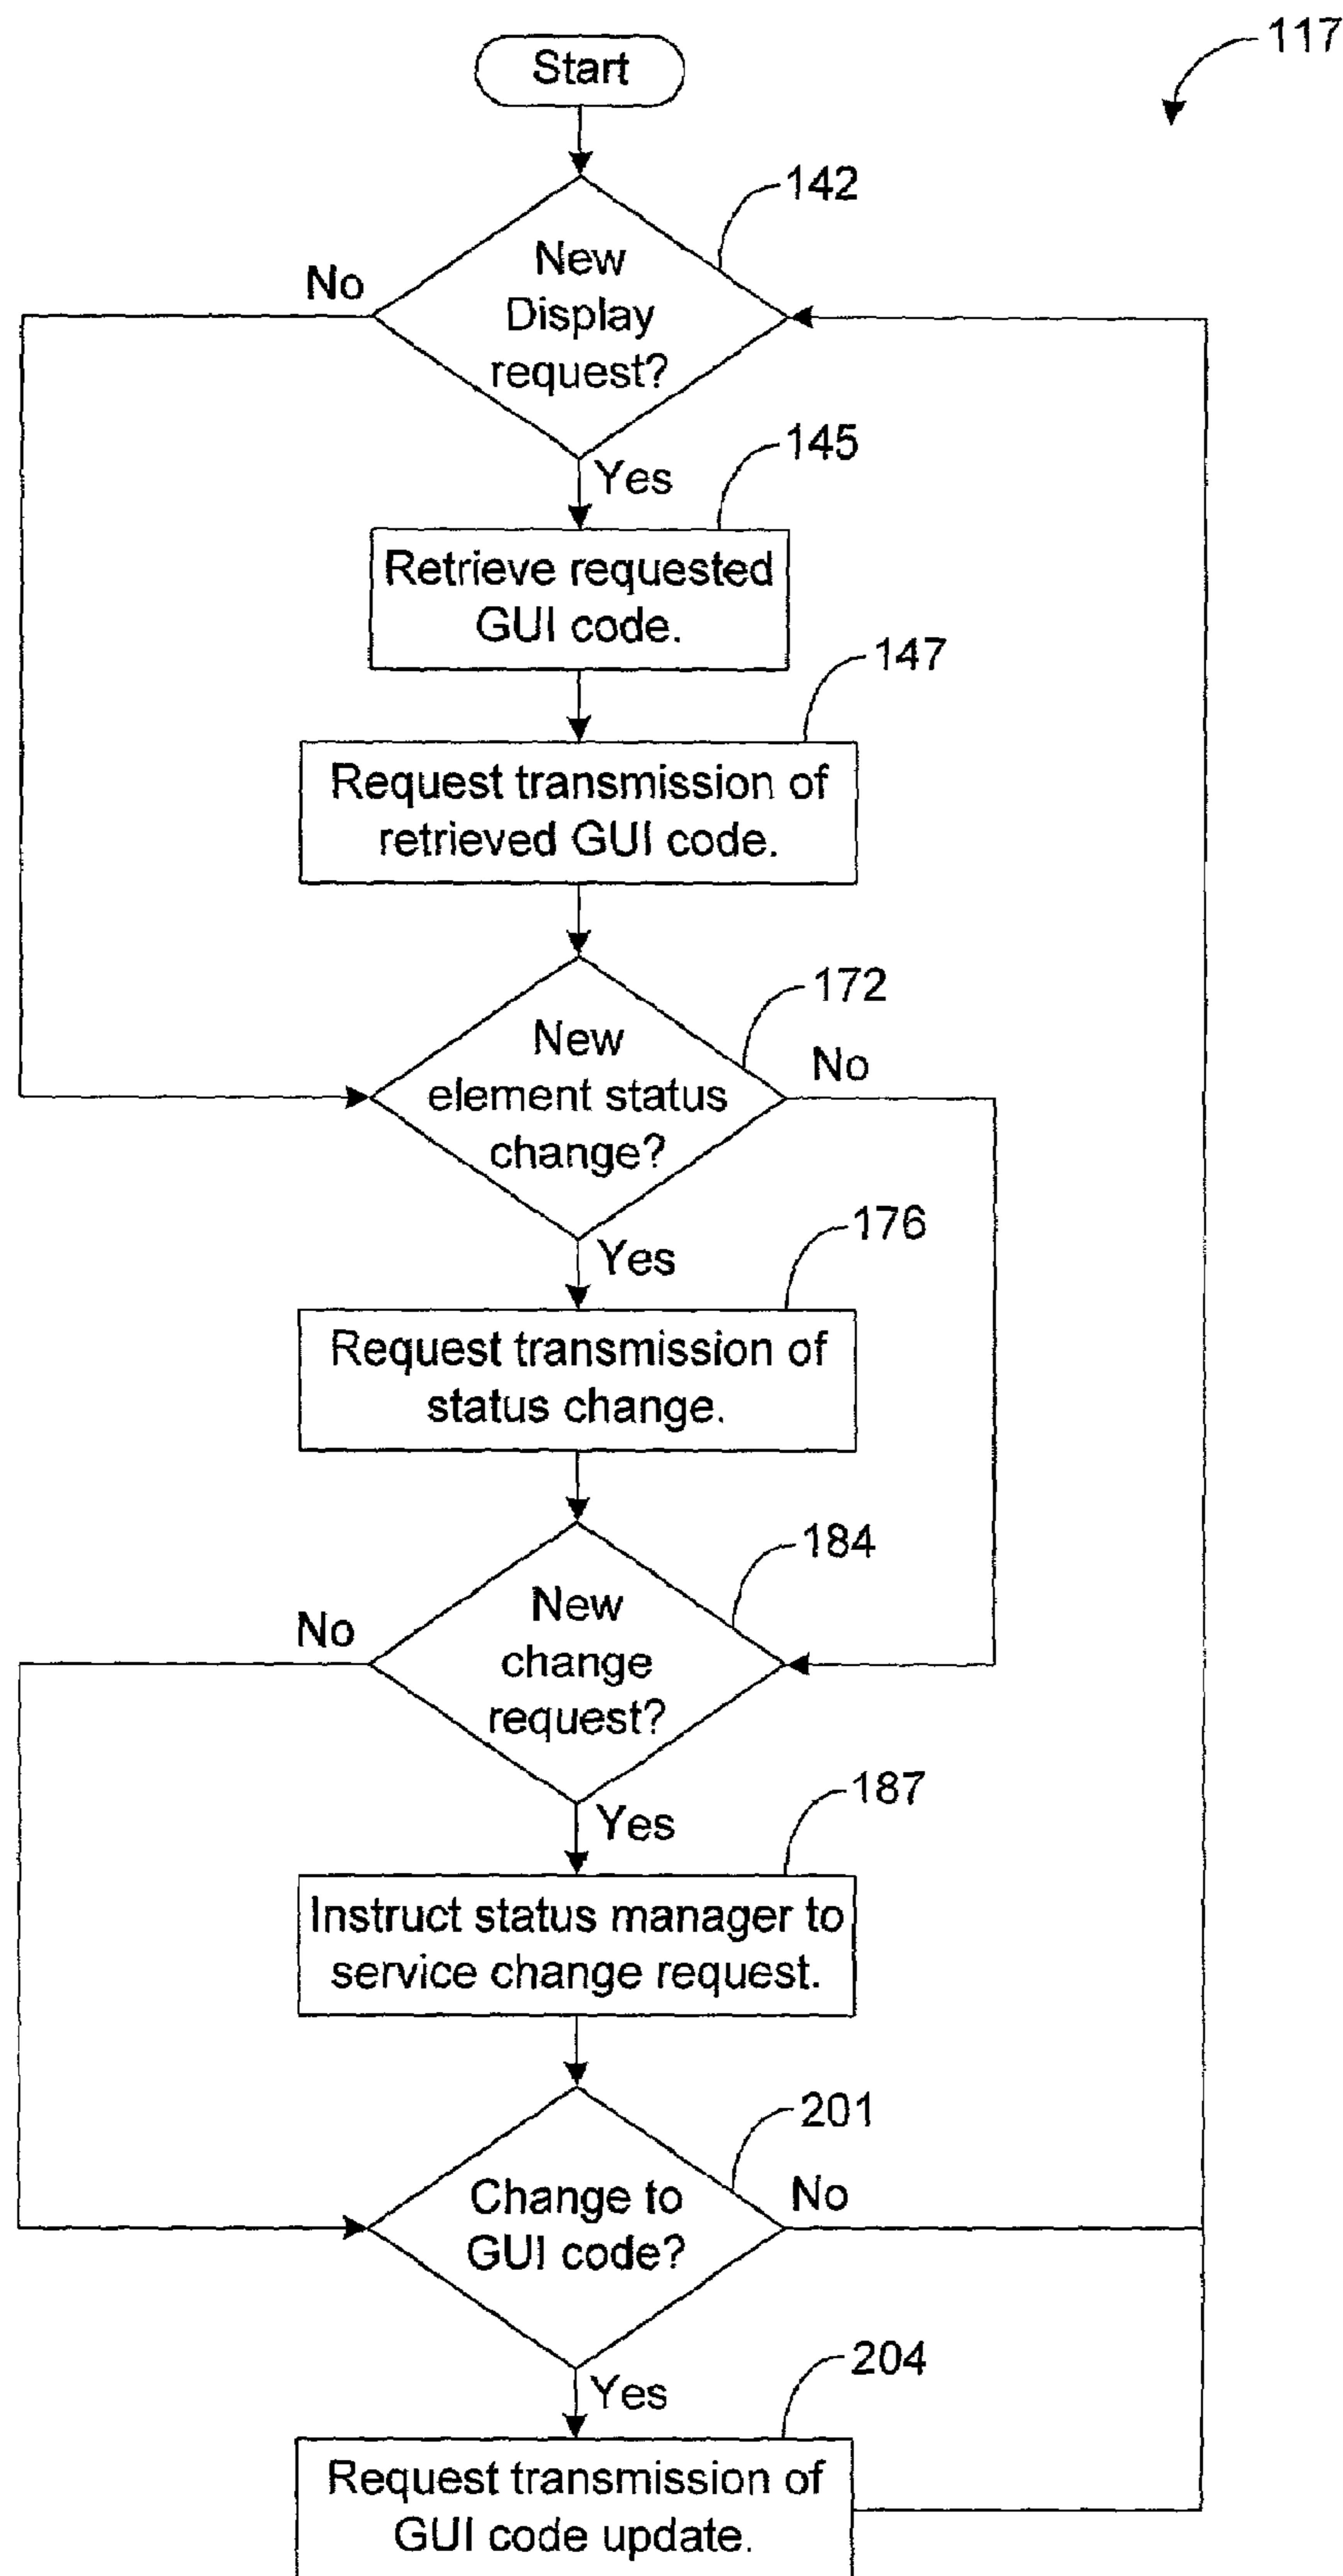 117
Start
142
New
Display
request?
No
Yes
145
Retrieve requested
GUI code.
147
Request transmission of
retrieved GUI code.
172
New
element status
change?
No
Yes
176
Request transmission of
status change.
184
New
change
request?
No
Yes
187
Instruct status manager to
service change request.
201
Change to
GUI code?
No
Yes
204
Request transmission of
GUI code update.